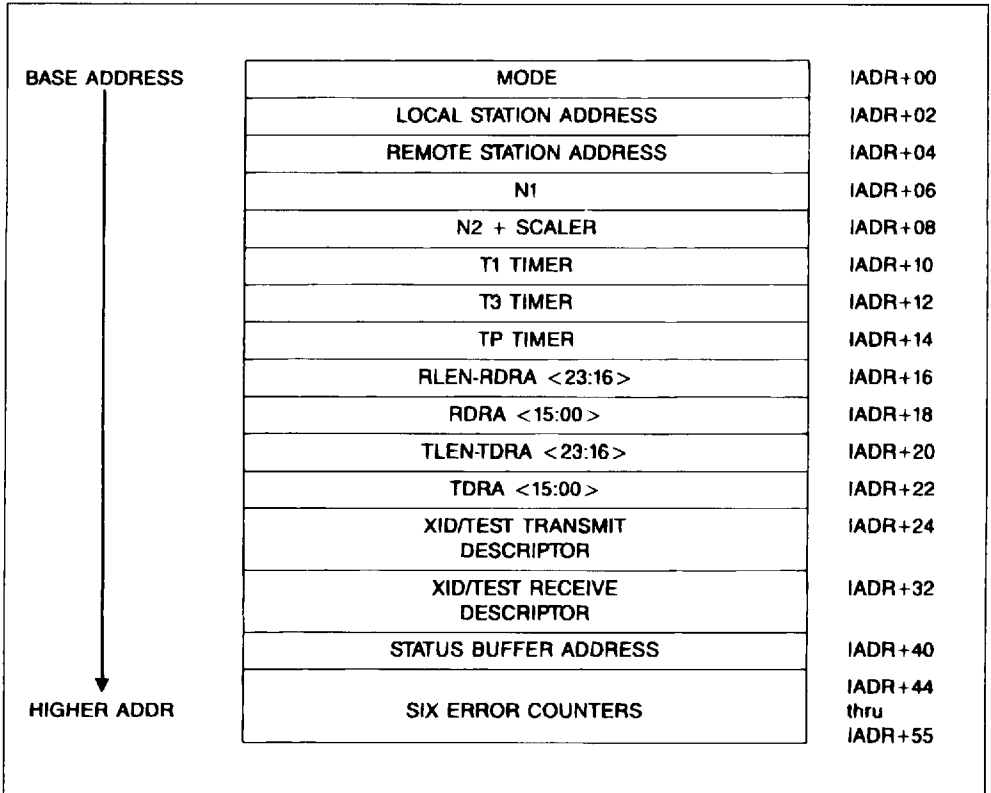 BASE ADDRESS MODE IADR+00
LOCAL STATION ADDRESS IADR+02
REMOTE STATION ADDRESS IADR+04
N1 IADR+06
N2 + SCALER IADR+08
T1 TIMER IADR+10
T3 TIMER IADR+12
TP TIMER IADR+14
RLEN-RDRA <23:16> IADR+16
RDRA <15:00> IADR+18
TLEN-TDRA <23:16> IADR+20
TDRA <15:00> IADR+22
XID/TEST TRANSMIT IADR+24
DESCRIPTOR
XID/TEST RECEIVE IADR+32
DESCRIPTOR
STATUS BUFFER ADDRESS IADR+40
IADR+44
HIGHER ADDR SIX ERROR COUNTERS thru
IADR+55